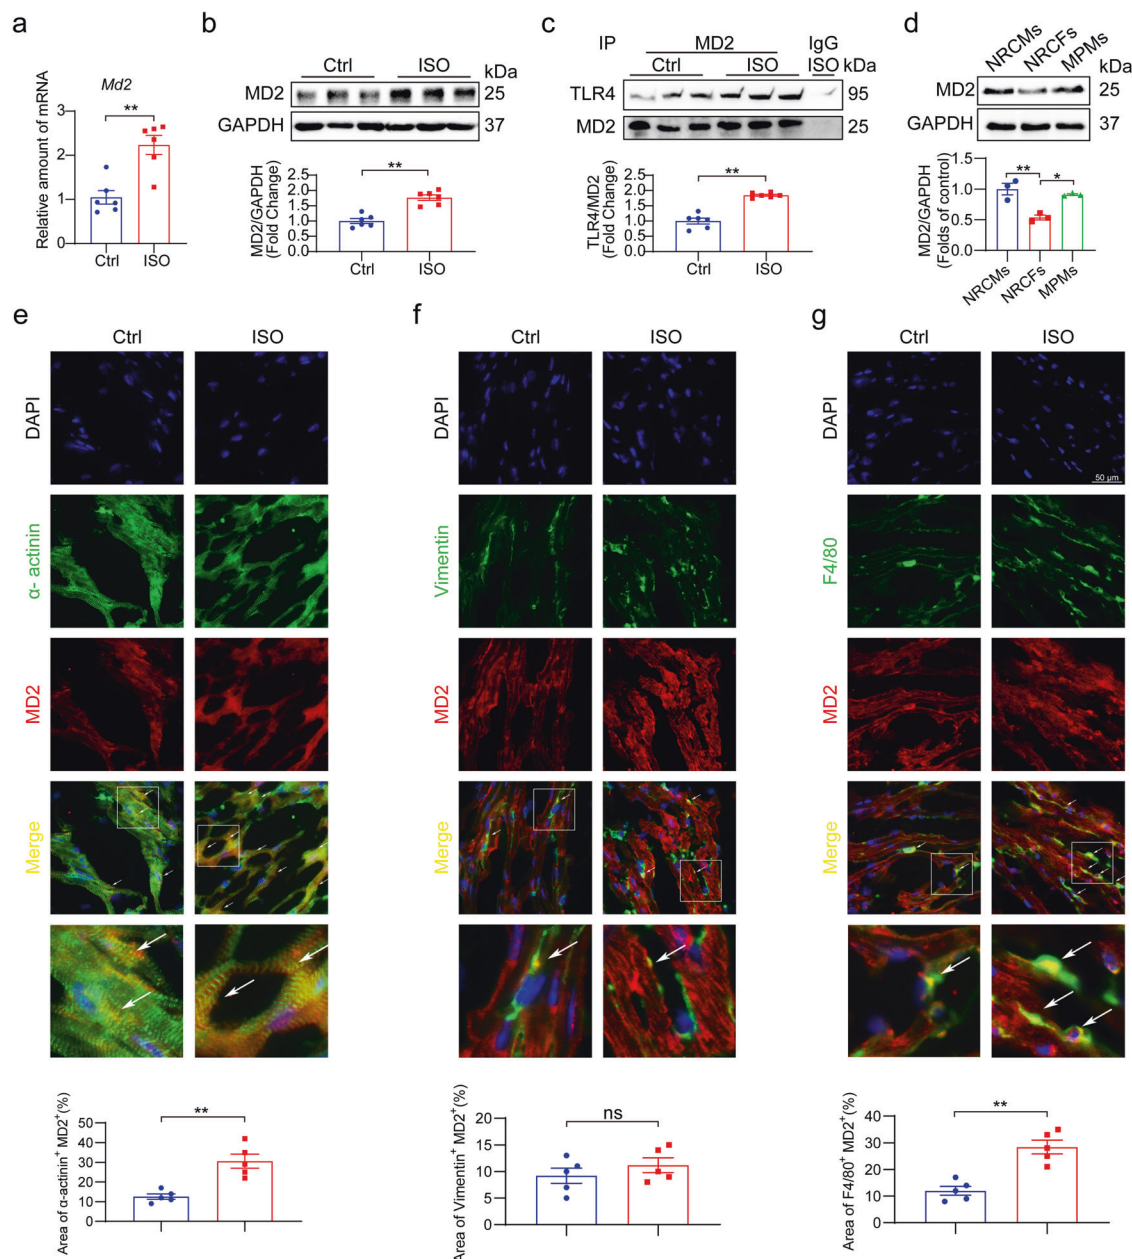 a
Md2
Relative amount of mRNA
3
2
1
0
**
Ctrl
ISO
b
Ctrl ISO
kDa
MD2 25
GAPDH 37
MD2/GAPDH
(Fold Change)
2.5
2.0
1.5
1.0
0.5
0.0
**
Ctrl
ISO
c
IP MD2 IgG
Ctrl ISO ISO
kDa
TLR4 95
MD2 25
TLR4/MD2
(Fold Change)
2.5
2.0
1.5
1.0
0.5
0.0
**
Ctrl
ISO
d
NRCMs
NRCFs
MPMs
kDa
MD2 25
GAPDH 37
MD2/GAPDH
(Folds of control)
1.5
1.0
0.5
0.0
** *
NRCMs
NRCFs
MPMs
e
Ctrl ISO
DAPI
α- actinin
MD2
Merge
Area of α-actinin⁺ MD2⁺(%)
50
40
30
20
10
0
**
f
Ctrl ISO
DAPI
Vimentin
MD2
Merge
Area of Vimentin⁺ MD2⁺(%)
20
15
10
5
0
ns
g
Ctrl ISO
DAPI
50 μm
F4/80
MD2
Merge
Area of F4/80⁺ MD2⁺(%)
40
30
20
10
0
**